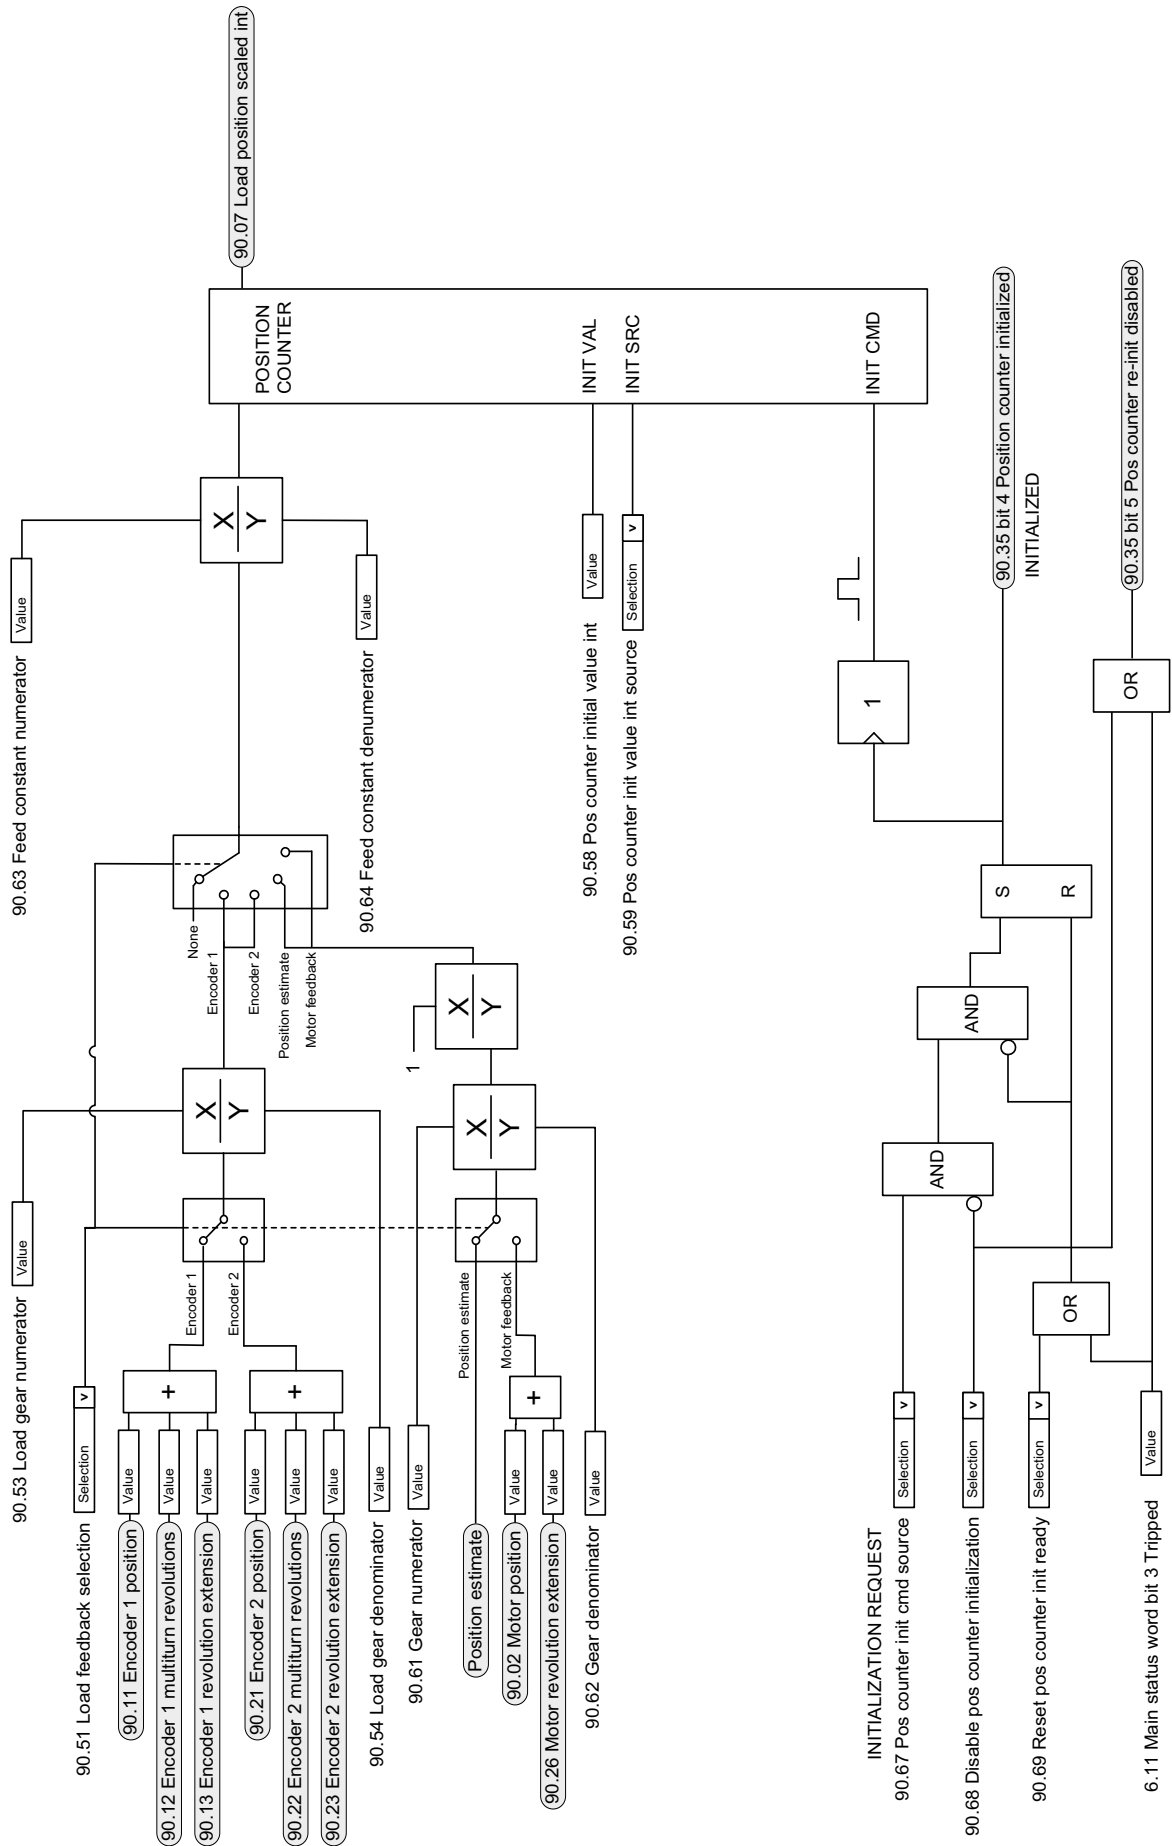 90.53 Load gear numerator
Value
90.51 Load feedback selection
Selection
v
90.11 Encoder 1 position
Value
90.12 Encoder 1 multiturn revolutions
Value
90.13 Encoder 1 revolution extension
Value
+
90.21 Encoder 2 position
Value
90.22 Encoder 2 multiturn revolutions
Value
90.23 Encoder 2 revolution extension
Value
+
Encoder 1
Encoder 2
90.54 Load gear denominator
Value
X
Y
90.61 Gear numerator
Value
Position estimate
Position estimate
90.02 Motor position
Value
90.26 Motor revolution extension
Value
+
Motor feedback
90.62 Gear denominator
Value
X
Y
1
X
Y
None
Encoder 1
Encoder 2
Position estimate
Motor feedback
90.63 Feed constant numerator
Value
90.64 Feed constant denumerator
Value
X
Y
POSITION
COUNTER
90.07 Load position scaled int
90.58 Pos counter initial value int
Value
INIT VAL
90.59 Pos counter init value int source
Selection
v
INIT SRC
INIT CMD
1
INITIALIZATION REQUEST
90.67 Pos counter init cmd source
Selection
v
90.68 Disable pos counter initialization
Selection
v
90.69 Reset pos counter init ready
Selection
v
6.11 Main status word bit 3 Tripped
Value
AND
OR
AND
S
R
90.35 bit 4 Position counter initialized
INITIALIZED
OR
90.35 bit 5 Pos counter re-init disabled